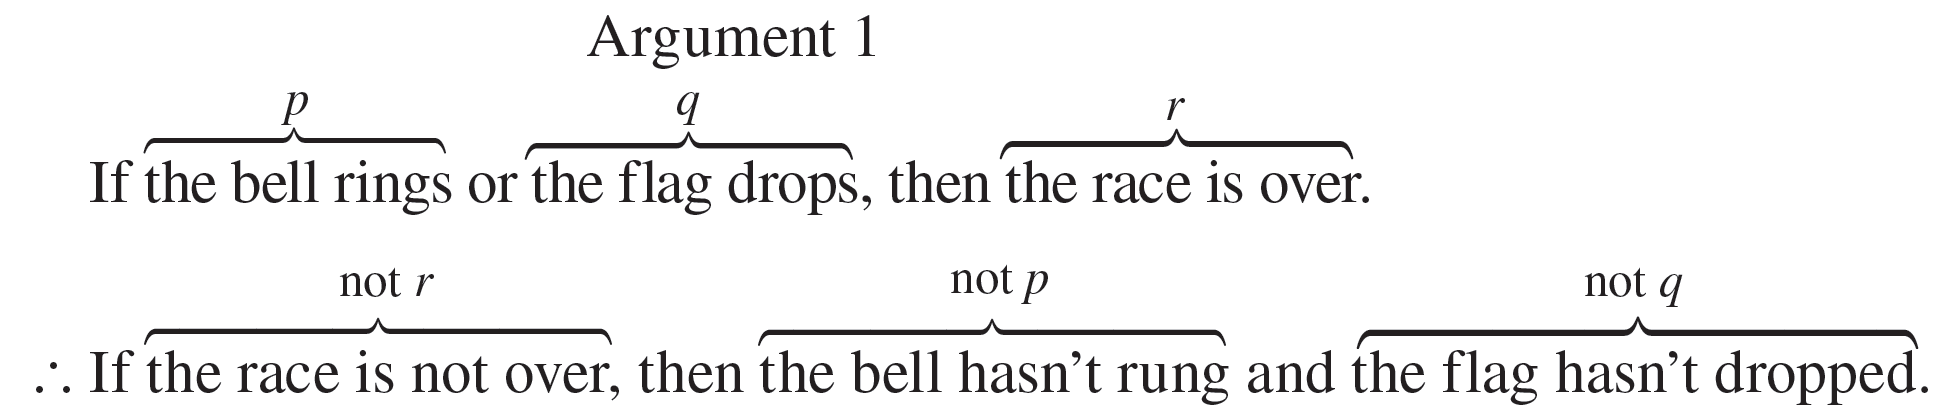 Argument 1
p q r
If the bell rings or the flag drops, then the race is over.
not r not p not q
∴ If the race is not over, then the bell hasn’t rung and the flag hasn’t dropped.